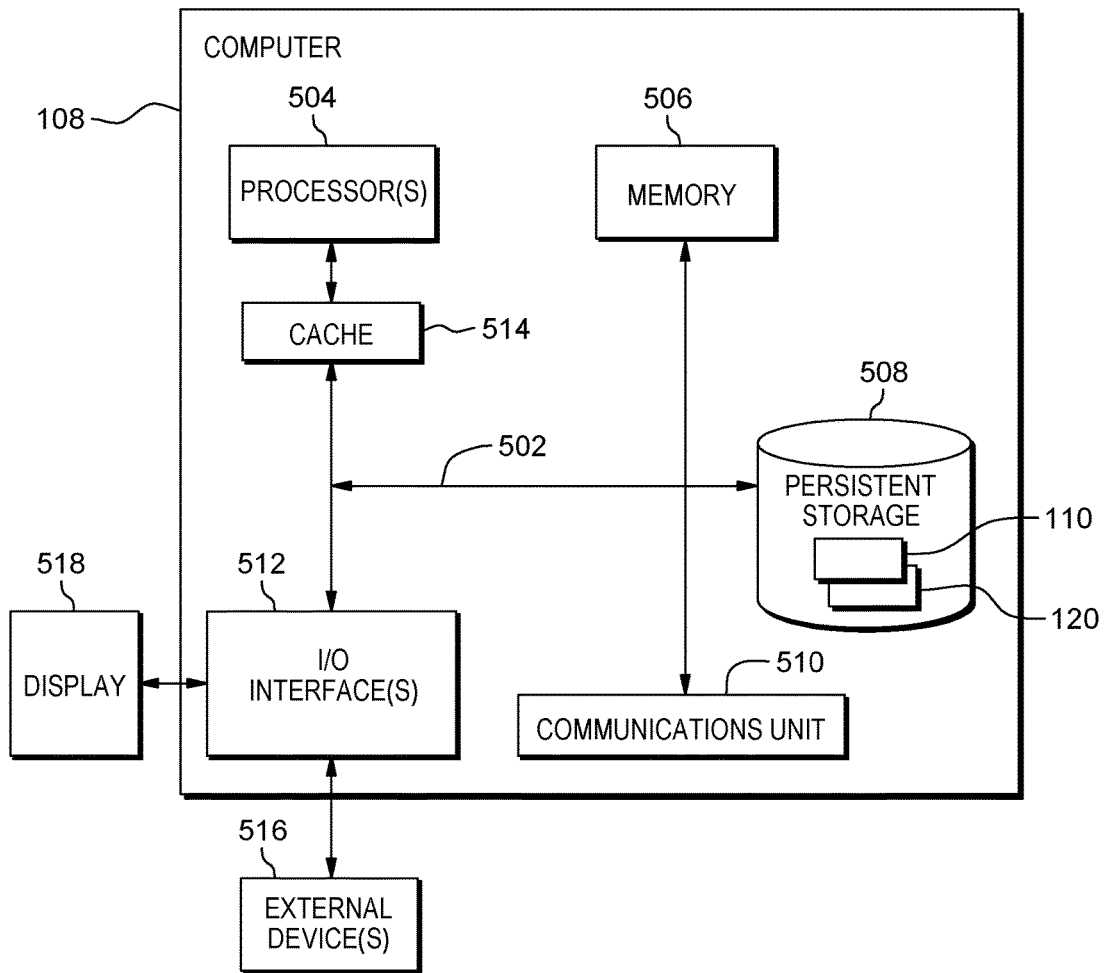 COMPUTER
108
504
506
PROCESSOR(S)
MEMORY
CACHE
514
508
502
PERSISTENT
STORAGE
110
120
518
512
DISPLAY
I/O
INTERFACE(S)
510
COMMUNICATIONS UNIT
516
EXTERNAL
DEVICE(S)